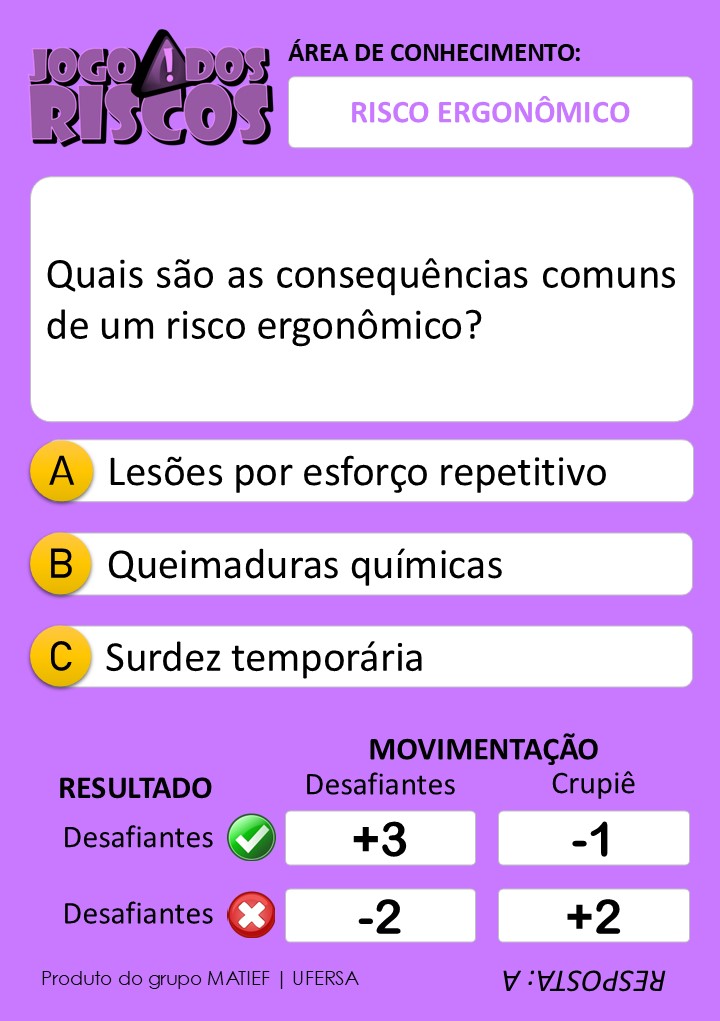 JOGO DOS
RISCOS
ÁREA DE CONHECIMENTO:
RISCO ERGONÔMICO
Quais são as consequências comuns
de um risco ergonômico?
A Lesões por esforço repetitivo
B Queimaduras químicas
C Surdez temporária
MOVIMENTAÇÃO
RESULTADO Desafiantes Crupiê
Desafiantes +3 -1
Desafiantes -2 +2
Produto do grupo MATIEF | UFERSA
RESPOSTA: A